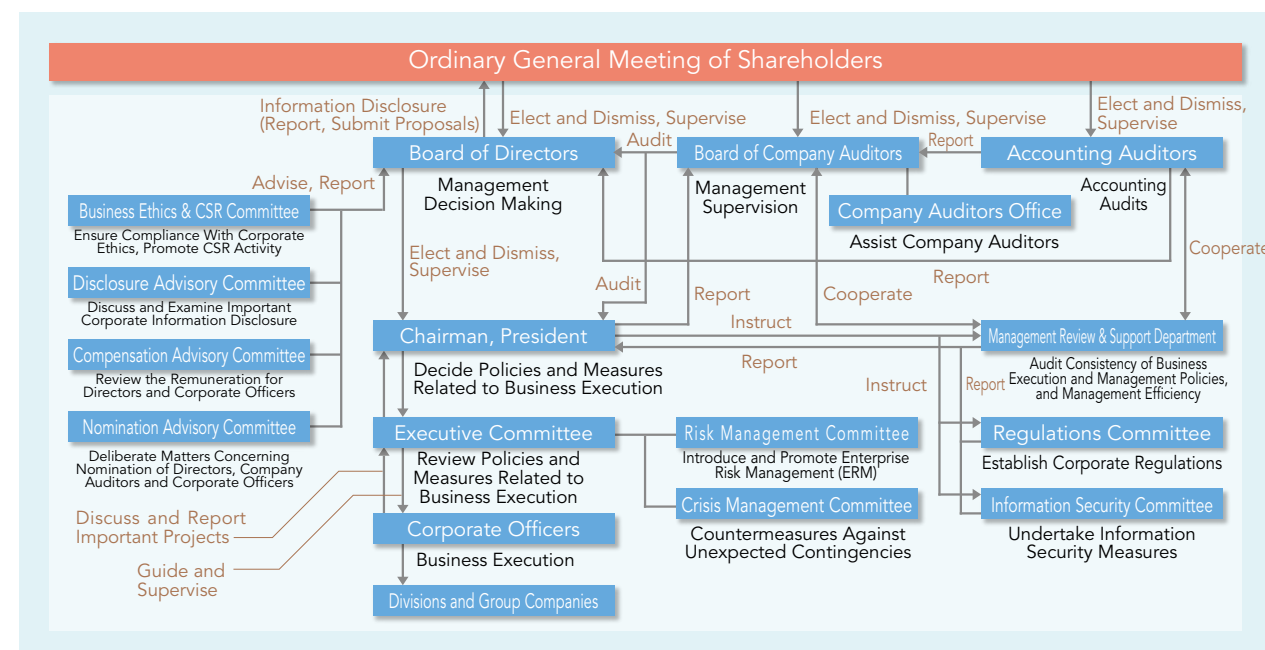 Ordinary General Meeting of Shareholders
Information Disclosure
(Report, Submit Proposals)
Elect and Dismiss, Supervise
Elect and Dismiss, Supervise
Elect and Dismiss,
Supervise
Audit
Report
Board of Directors
Board of Company Auditors
Accounting Auditors
Advise, Report
Management
Decision Making
Management
Supervision
Accounting
Audits
Business Ethics & CSR Committee
Ensure Compliance With Corporate
Ethics, Promote CSR Activity
Company Auditors Office
Assist Company Auditors
Elect and Dismiss,
Supervise
Cooperate
Disclosure Advisory Committee
Discuss and Examine Important
Corporate Information Disclosure
Audit
Report
Cooperate
Report
Chairman, President
Instruct
Management Review & Support Department
Compensation Advisory Committee
Review the Remuneration for
Directors and Corporate Officers
Decide Policies and Measures
Related to Business Execution
Report
Audit Consistency of Business
Execution and Management Policies,
and Management Efficiency
Instruct
Report
Nomination Advisory Committee
Deliberate Matters Concerning
Nomination of Directors, Company
Auditors and Corporate Officers
Executive Committee
Review Policies and
Measures Related to
Business Execution
Risk Management Committee
Introduce and Promote Enterprise
Risk Management (ERM)
Regulations Committee
Establish Corporate Regulations
Crisis Management Committee
Countermeasures Against
Unexpected Contingencies
Information Security Committee
Undertake Information
Security Measures
Discuss and Report
Important Projects
Corporate Officers
Business Execution
Guide and
Supervise
Divisions and Group Companies